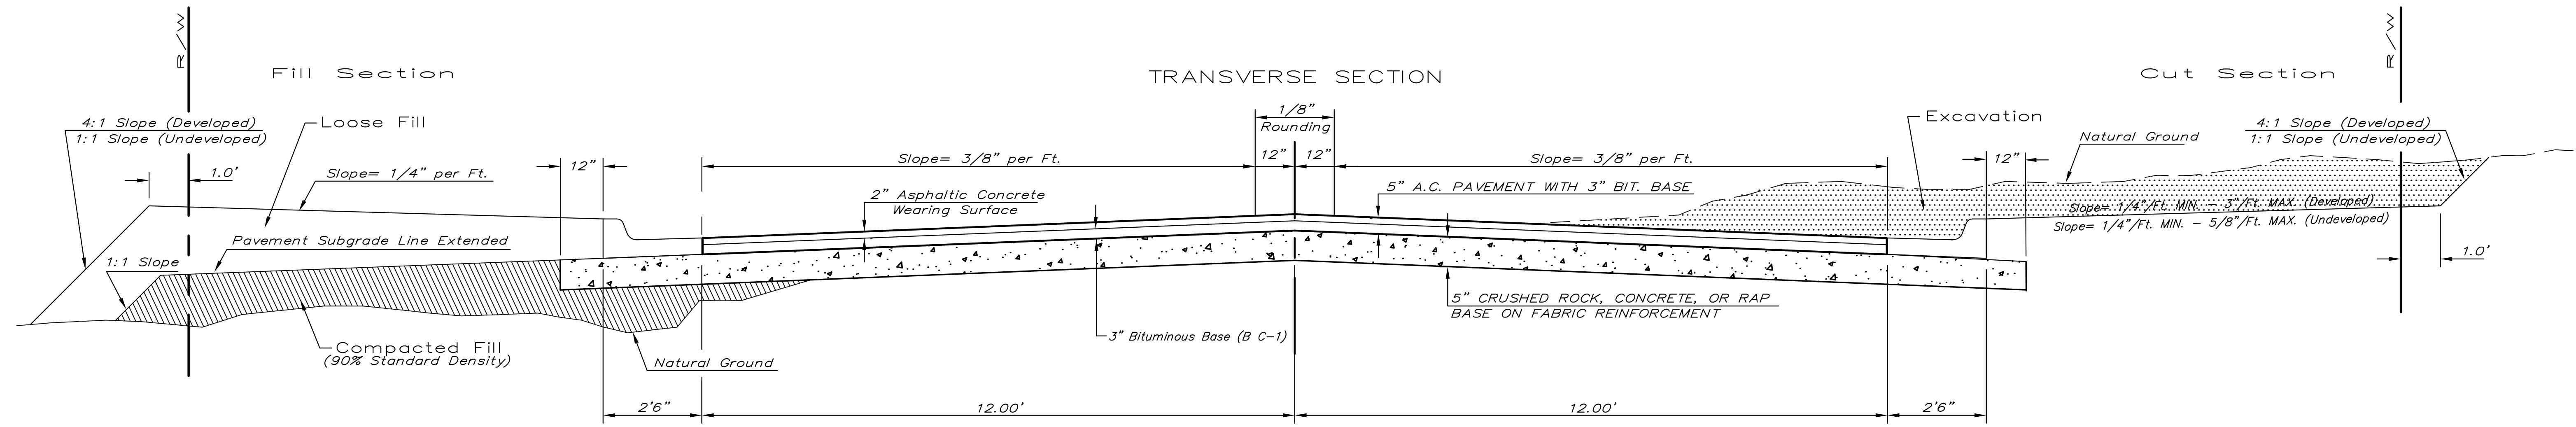 R/W
Fill Section
TRANSVERSE SECTION
Cut Section
R/W
4:1 Slope (Developed)
1:1 Slope (Undeveloped)
Loose Fill
1/8"
Rounding
Excavation
Natural Ground
4:1 Slope (Developed)
1:1 Slope (Undeveloped)
1.0'
Slope= 1/4" per Ft.
12"
Slope= 3/8" per Ft.
12"
12"
Slope= 3/8" per Ft.
12"
2" Asphaltic Concrete
Wearing Surface
5" A.C. PAVEMENT WITH 3" BIT. BASE
Slope= 1/4"/Ft. MIN. - 3"/Ft. MAX. (Developed)
Slope= 1/4"/Ft. MIN. - 5/8"/Ft. MAX. (Undeveloped)
Pavement Subgrade Line Extended
1:1 Slope
1.0'
5" CRUSHED ROCK, CONCRETE, OR RAP
BASE ON FABRIC REINFORCEMENT
3" Bituminous Base (B C-1)
Compacted Fill
(90% Standard Density)
Natural Ground
2'6"
12.00'
12.00'
2'6"